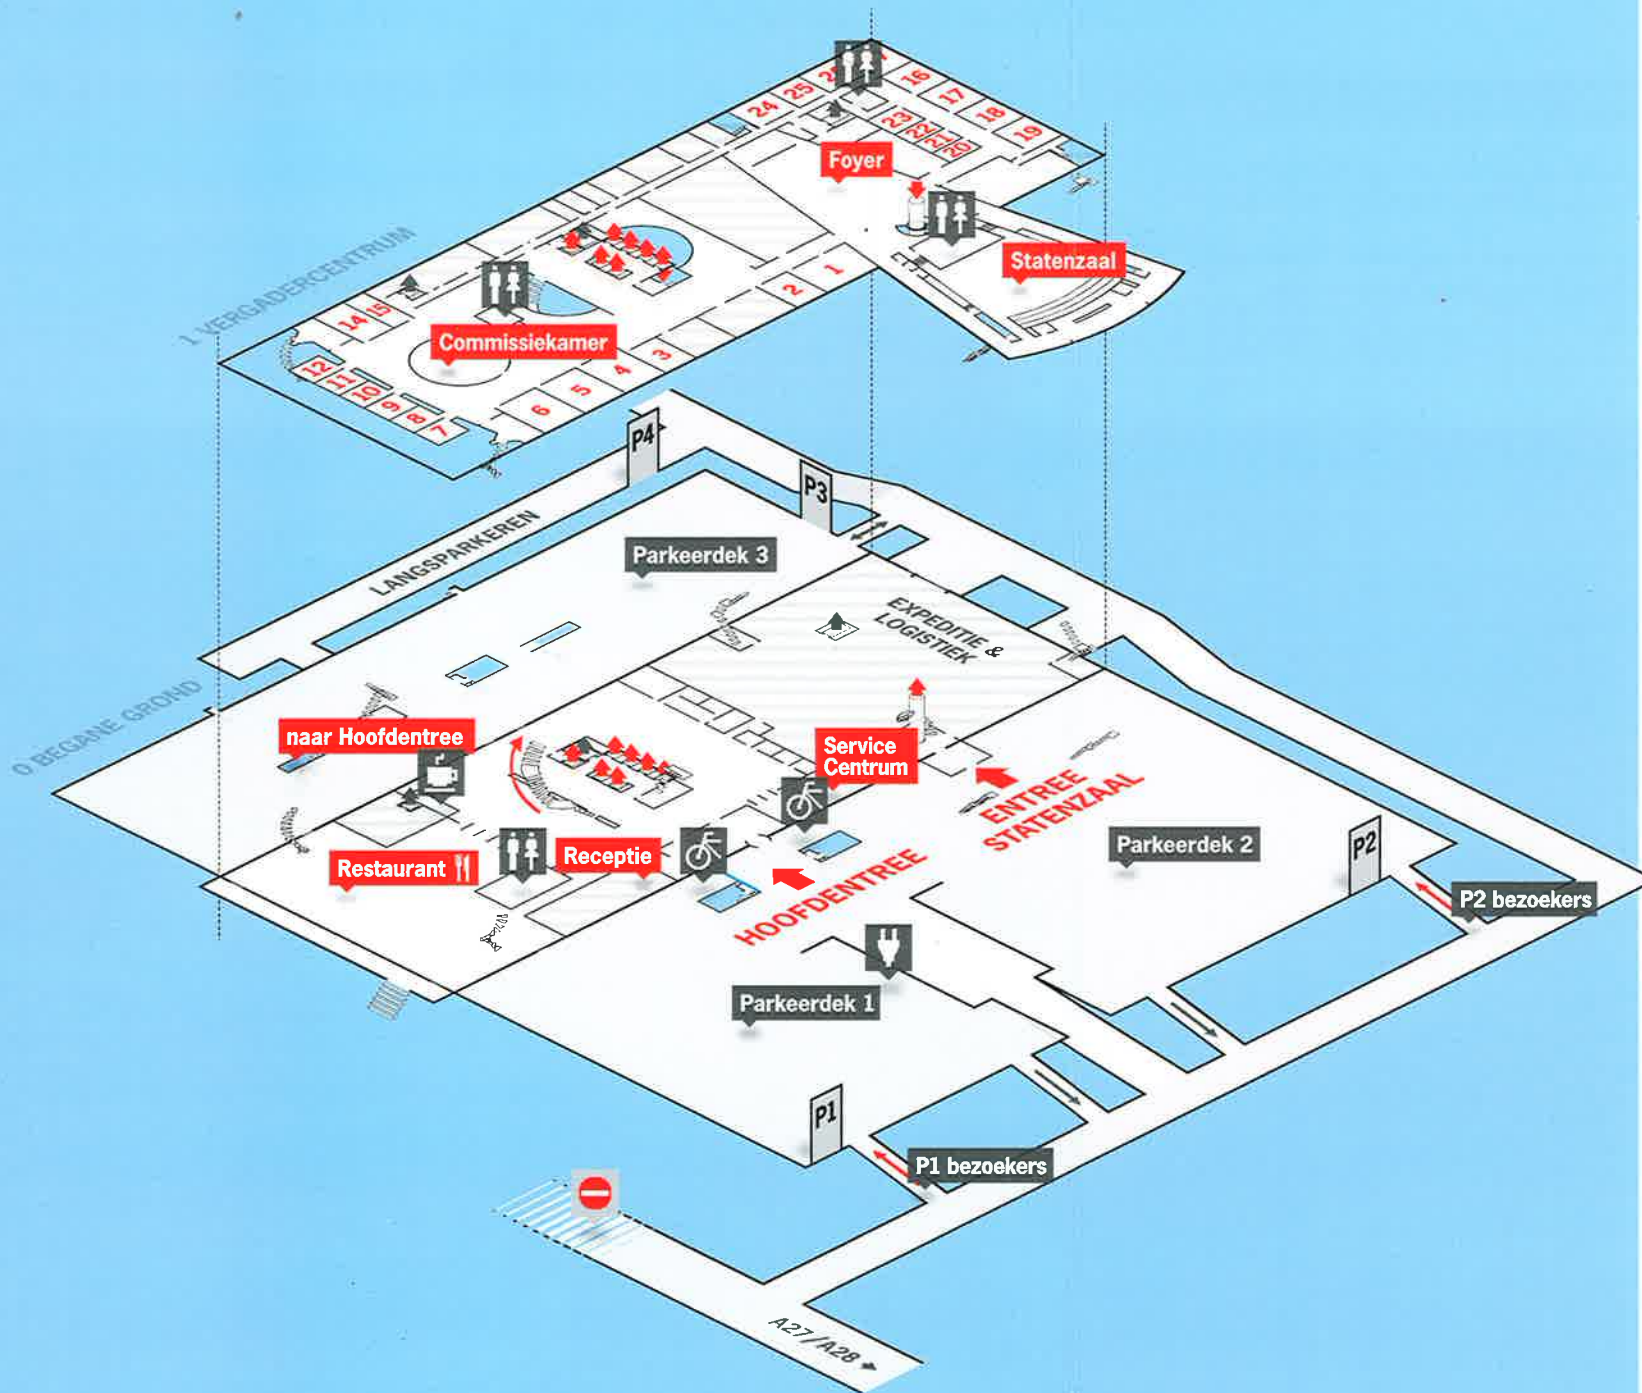 16
17
18
19
24
25
23
22
21
20
Foyer
Statenzaal
1 VERGADERCENTRUM
14
15
Commissiekamer
12
11
10
9
8
7
6
5
4
3
2
1
P4
P3
LANGSPARKEREN
Parkeerdek 3
EXPEDITIE &
LOGISTIEK
0 BEGANE GROND
naar Hoofdentree
Service
Centrum
ENTREE
STATENZAAL
Restaurant
Receptie
HOOFDENTREE
Parkeerdek 2
P2
P2 bezoekers
Parkeerdek 1
P1
P1 bezoekers
A27/A28